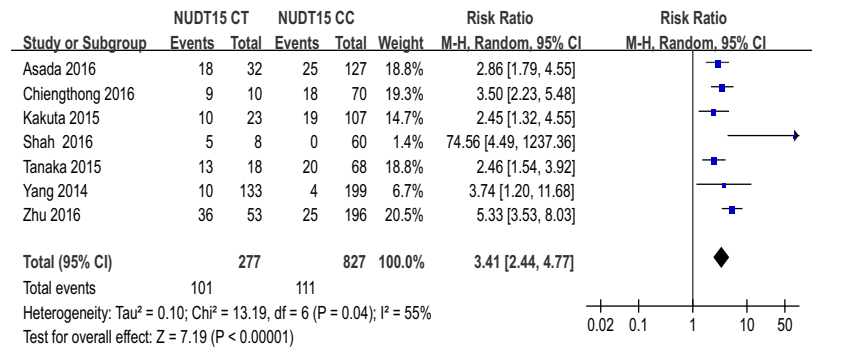 NUDT15 CT NUDT15 CC Risk Ratio Risk Ratio
Study or Subgroup Events Total Events Total Weight M-H, Random, 95% CI M-H, Random, 95% CI
Asada 2016 18 32 25 127 18.8% 2.86 [1.79, 4.55]
Chiengthong 2016 9 10 18 70 19.3% 3.50 [2.23, 5.48]
Kakuta 2015 10 23 19 107 14.7% 2.45 [1.32, 4.55]
Shah 2016 5 8 0 60 1.4% 74.56 [4.49, 1237.36]
Tanaka 2015 13 18 20 68 18.8% 2.46 [1.54, 3.92]
Yang 2014 10 133 4 199 6.7% 3.74 [1.20, 11.68]
Zhu 2016 36 53 25 196 20.5% 5.33 [3.53, 8.03]
Total (95% CI) 277 827 100.0% 3.41 [2.44, 4.77]
Total events 101 111
Heterogeneity: Tau² = 0.10; Chi² = 13.19, df = 6 (P = 0.04); I² = 55%
Test for overall effect: Z = 7.19 (P < 0.00001)
0.02 0.1 1 10 50